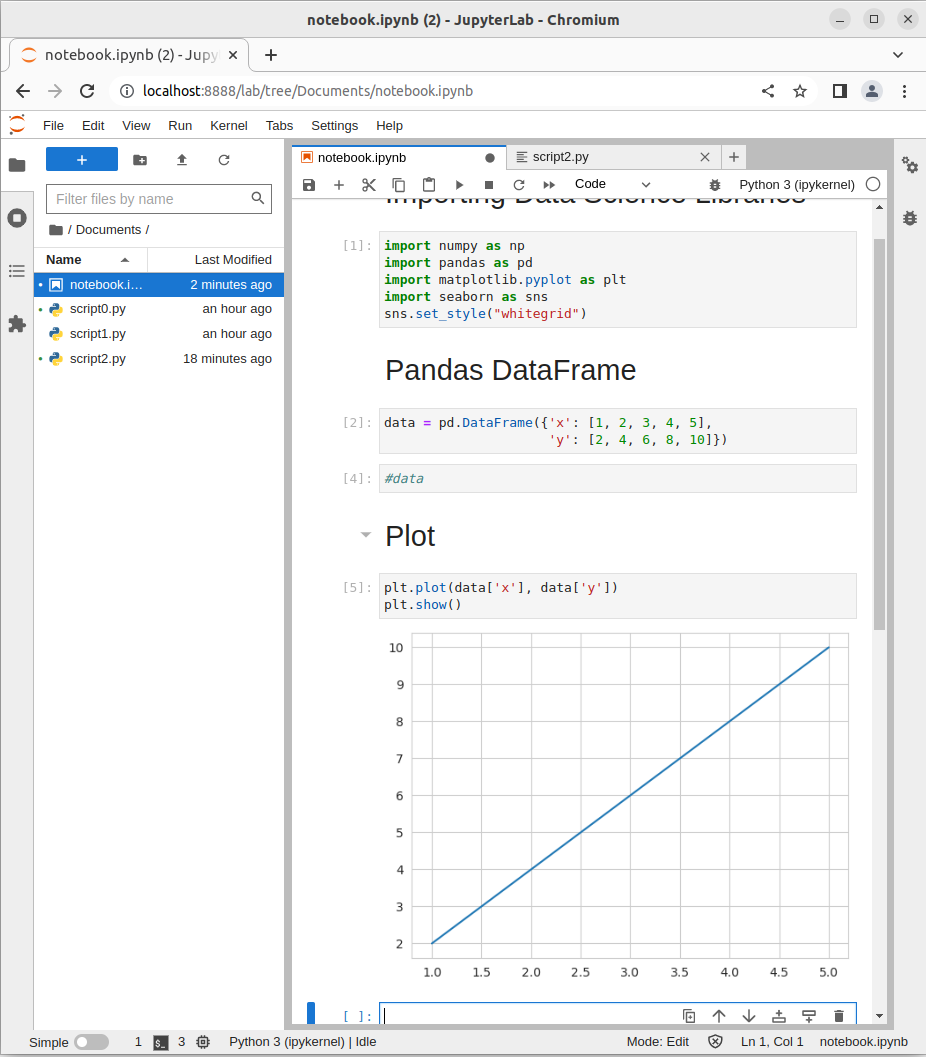 notebook.ipynb (2) - JupyterLab - Chromium
notebook.ipynb (2) - Jupy
localhost:8888/lab/tree/Documents/notebook.ipynb
File Edit View Run Kernel Tabs Settings Help
+
Filter files by name
/ Documents /
Name Last Modified
notebook.i… 2 minutes ago
script0.py an hour ago
script1.py an hour ago
script2.py 18 minutes ago
notebook.ipynb
script2.py
Code
Python 3 (ipykernel)
Importing Data Science Libraries
[1]:
import numpy as np
import pandas as pd
import matplotlib.pyplot as plt
import seaborn as sns
sns.set_style("whitegrid")
Pandas DataFrame
[2]:
data = pd.DataFrame({'x': [1, 2, 3, 4, 5],
'y': [2, 4, 6, 8, 10]})
[4]:
#data
Plot
[5]:
plt.plot(data['x'], data['y'])
plt.show()
10
9
8
7
6
5
4
3
2
1.0 1.5 2.0 2.5 3.0 3.5 4.0 4.5 5.0
[ ]:
Simple 1 $_ 3 Python 3 (ipykernel) | Idle Mode: Edit Ln 1, Col 1 notebook.ipynb